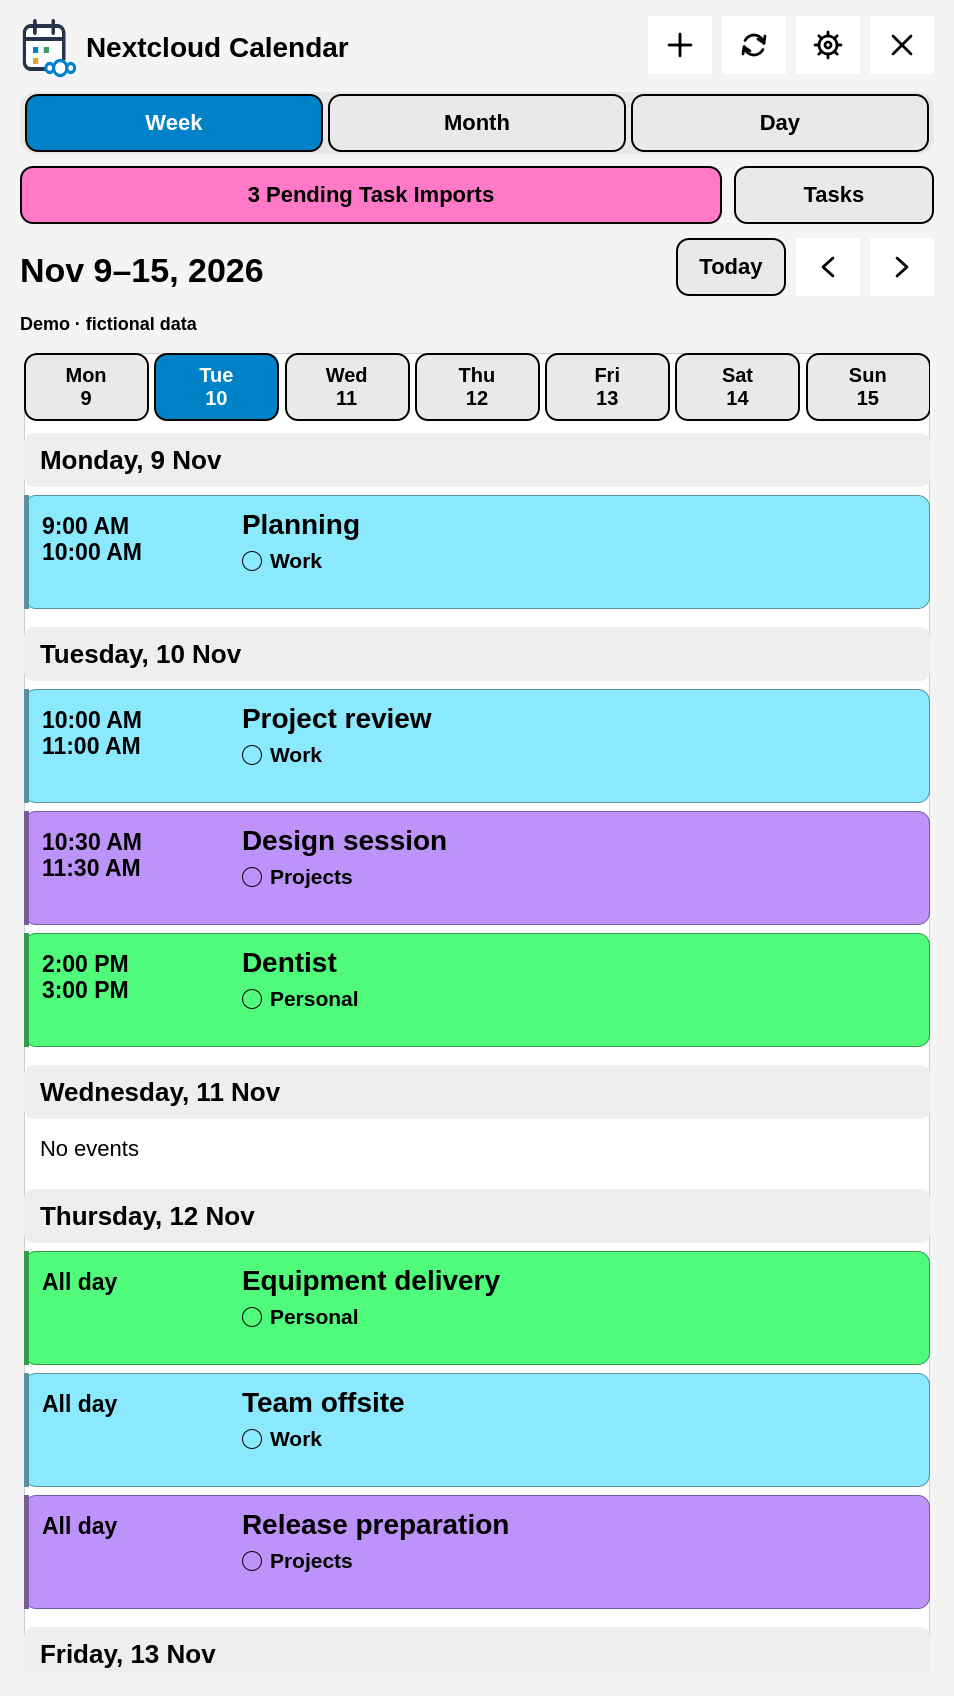 Nextcloud Calendar
Week
Month
Day
3 Pending Task Imports
Tasks
Nov 9–15, 2026
Today
Demo · fictional data
Mon
9
Tue
10
Wed
11
Thu
12
Fri
13
Sat
14
Sun
15
Monday, 9 Nov
9:00 AM
10:00 AM
Planning
Work
Tuesday, 10 Nov
10:00 AM
11:00 AM
Project review
Work
10:30 AM
11:30 AM
Design session
Projects
2:00 PM
3:00 PM
Dentist
Personal
Wednesday, 11 Nov
No events
Thursday, 12 Nov
All day
Equipment delivery
Personal
All day
Team offsite
Work
All day
Release preparation
Projects
Friday, 13 Nov